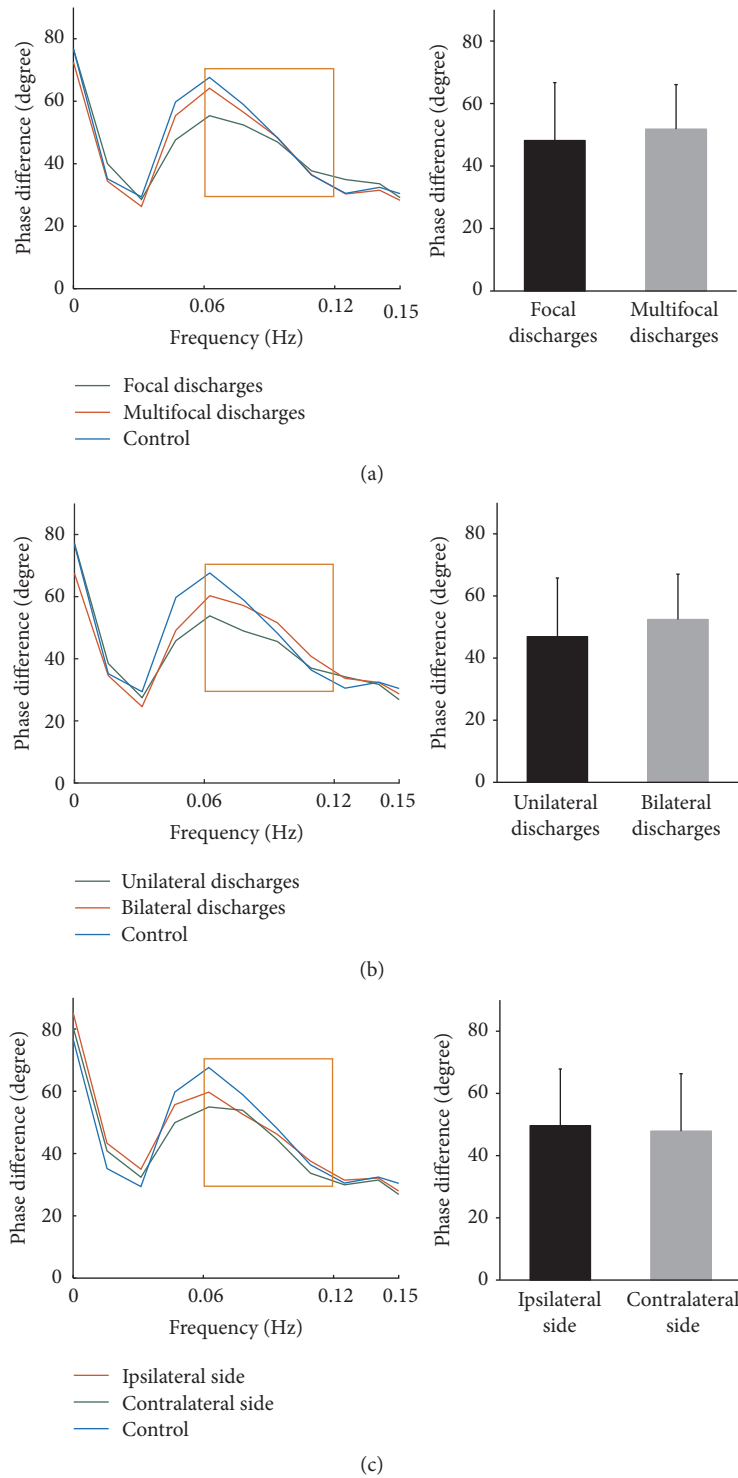 Phase difference (degree)
80
60
40
20
0
0
0.06
0.12
0.15
Frequency (Hz)
Focal discharges
Multifocal discharges
Control
Phase difference (degree)
80
60
40
20
0
Focal
discharges
Multifocal
discharges
(a)
Phase difference (degree)
80
60
40
20
0
0
0.06
0.12
0.15
Frequency (Hz)
Unilateral discharges
Bilateral discharges
Control
Phase difference (degree)
80
60
40
20
0
Unilateral
discharges
Bilateral
discharges
(b)
Phase difference (degree)
80
60
40
20
0
0
0.06
0.12
0.15
Frequency (Hz)
Ipsilateral side
Contralateral side
Control
Phase difference (degree)
80
60
40
20
0
Ipsilateral
side
Contralateral
side
(c)